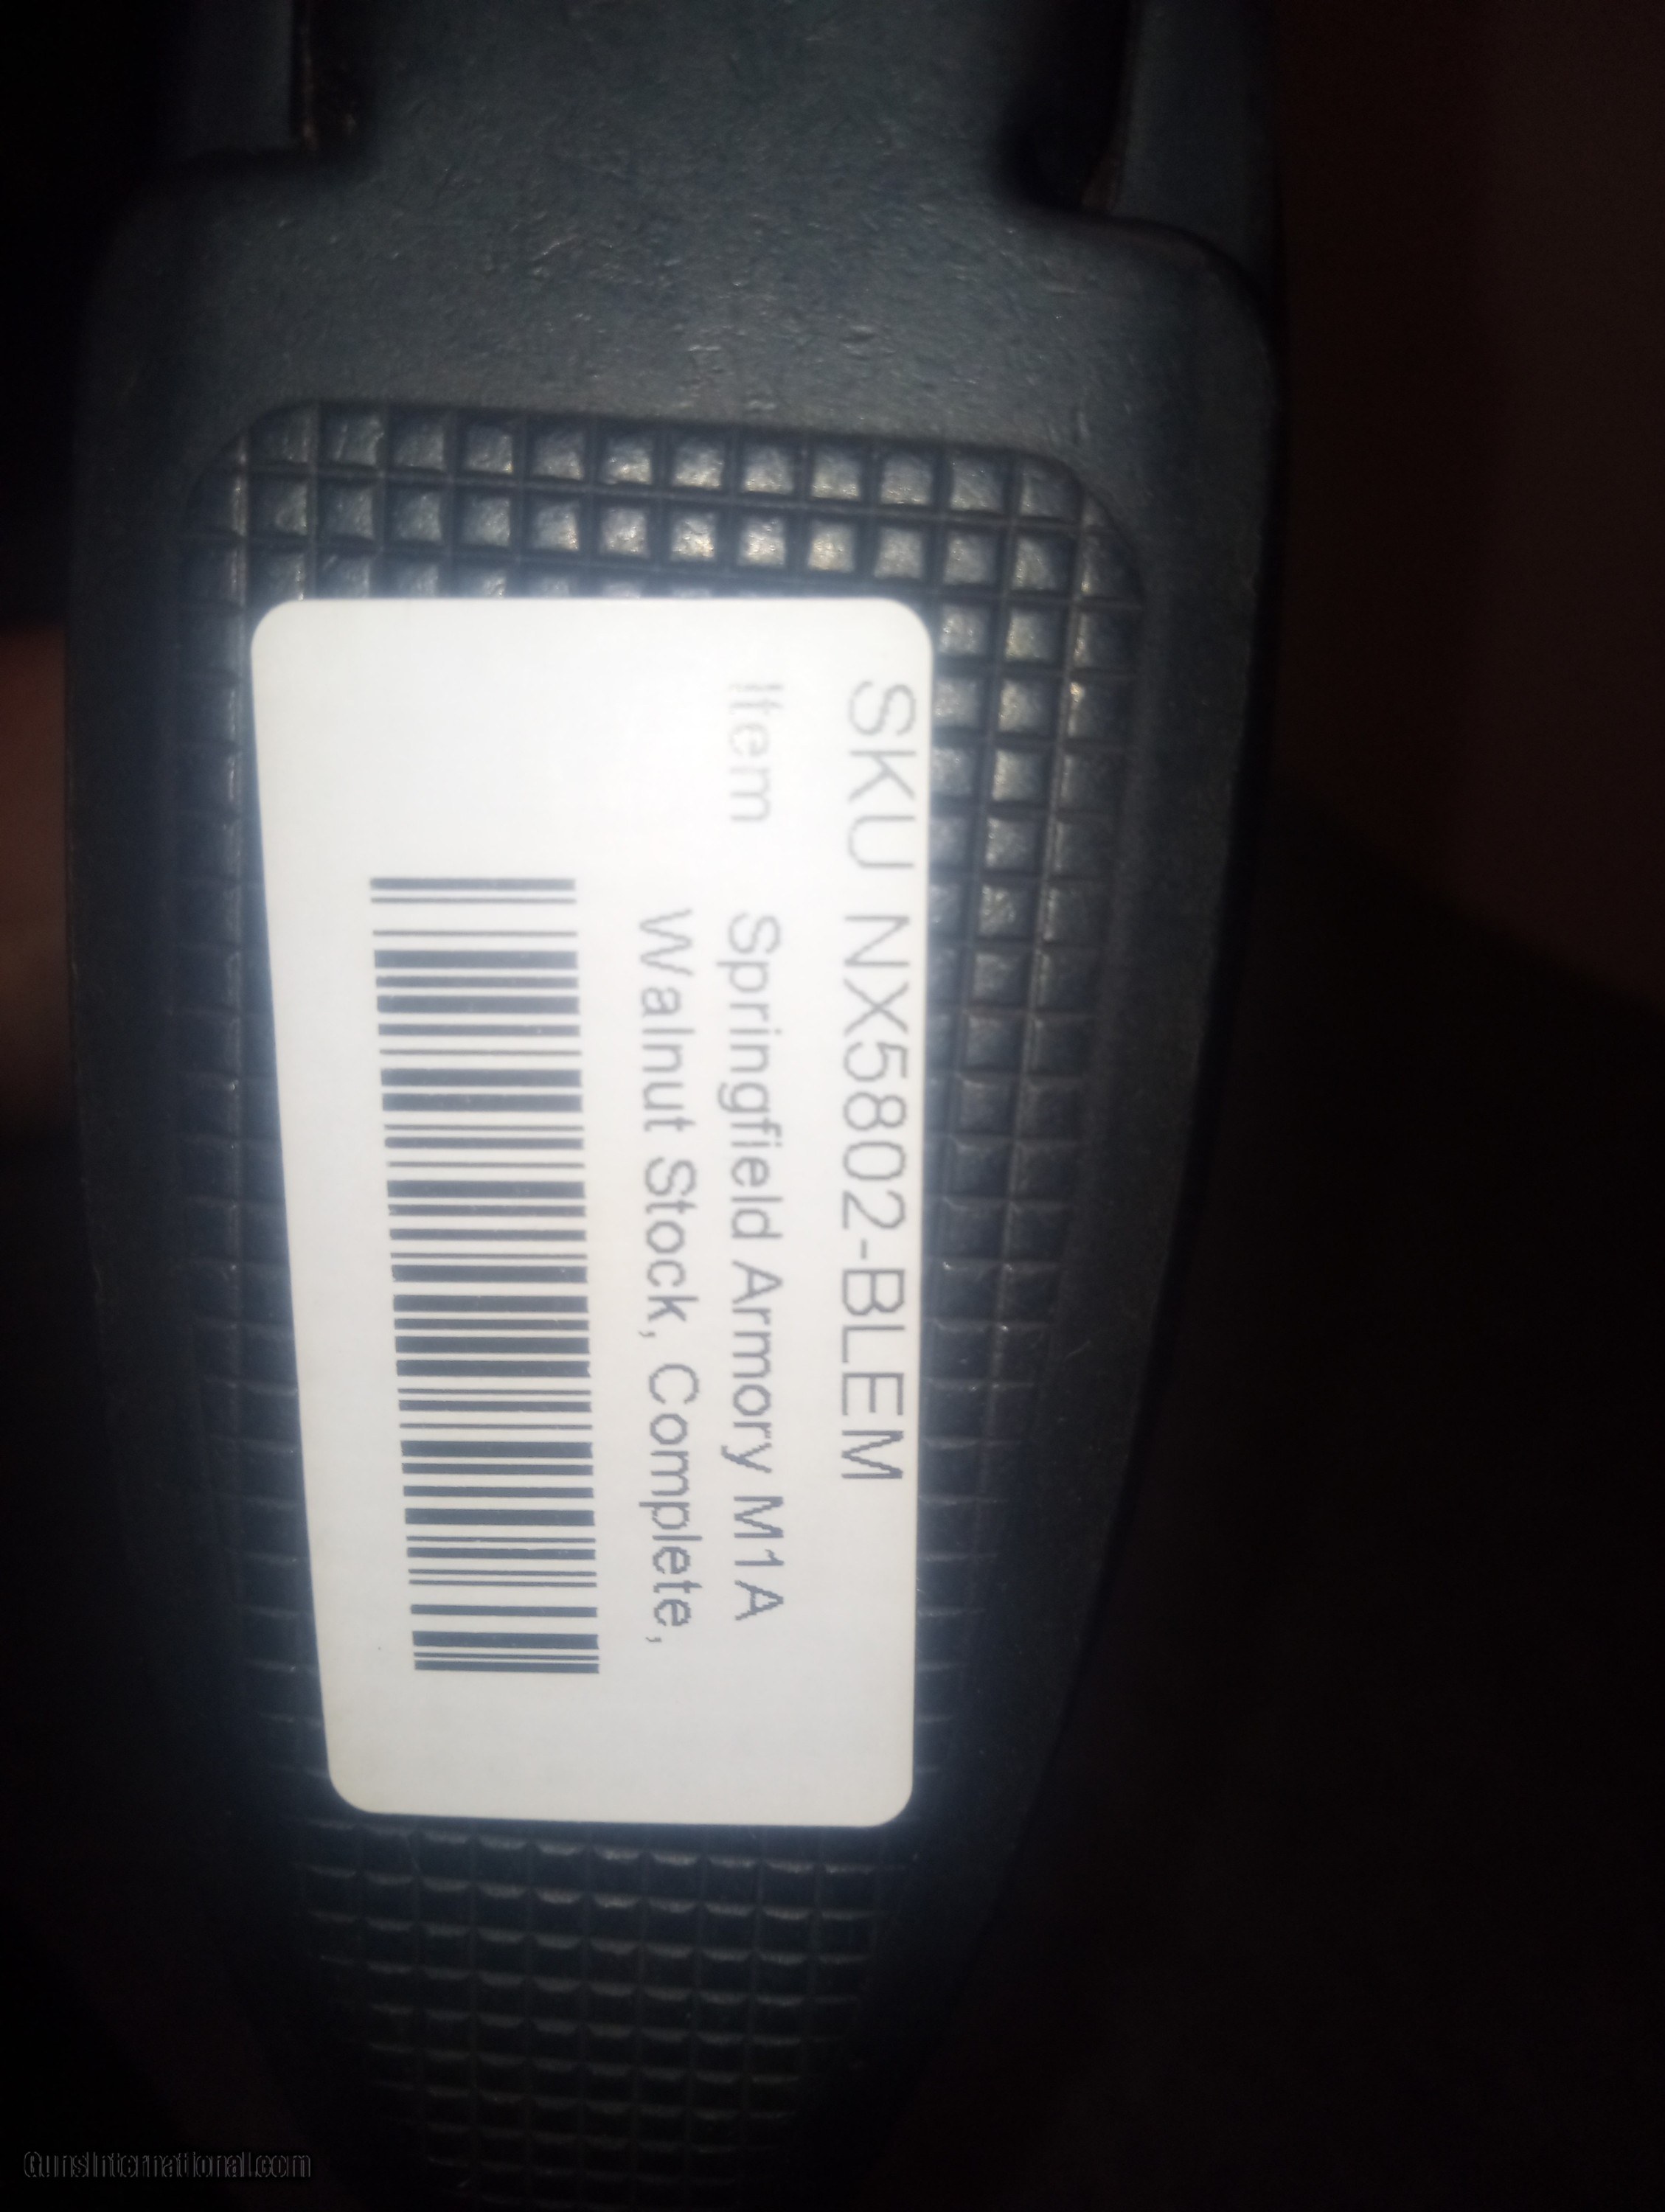 SKU NX5802-BLEM
Item Springfield Armory M1A
Walnut Stock, Complete,
GunsInternational.com